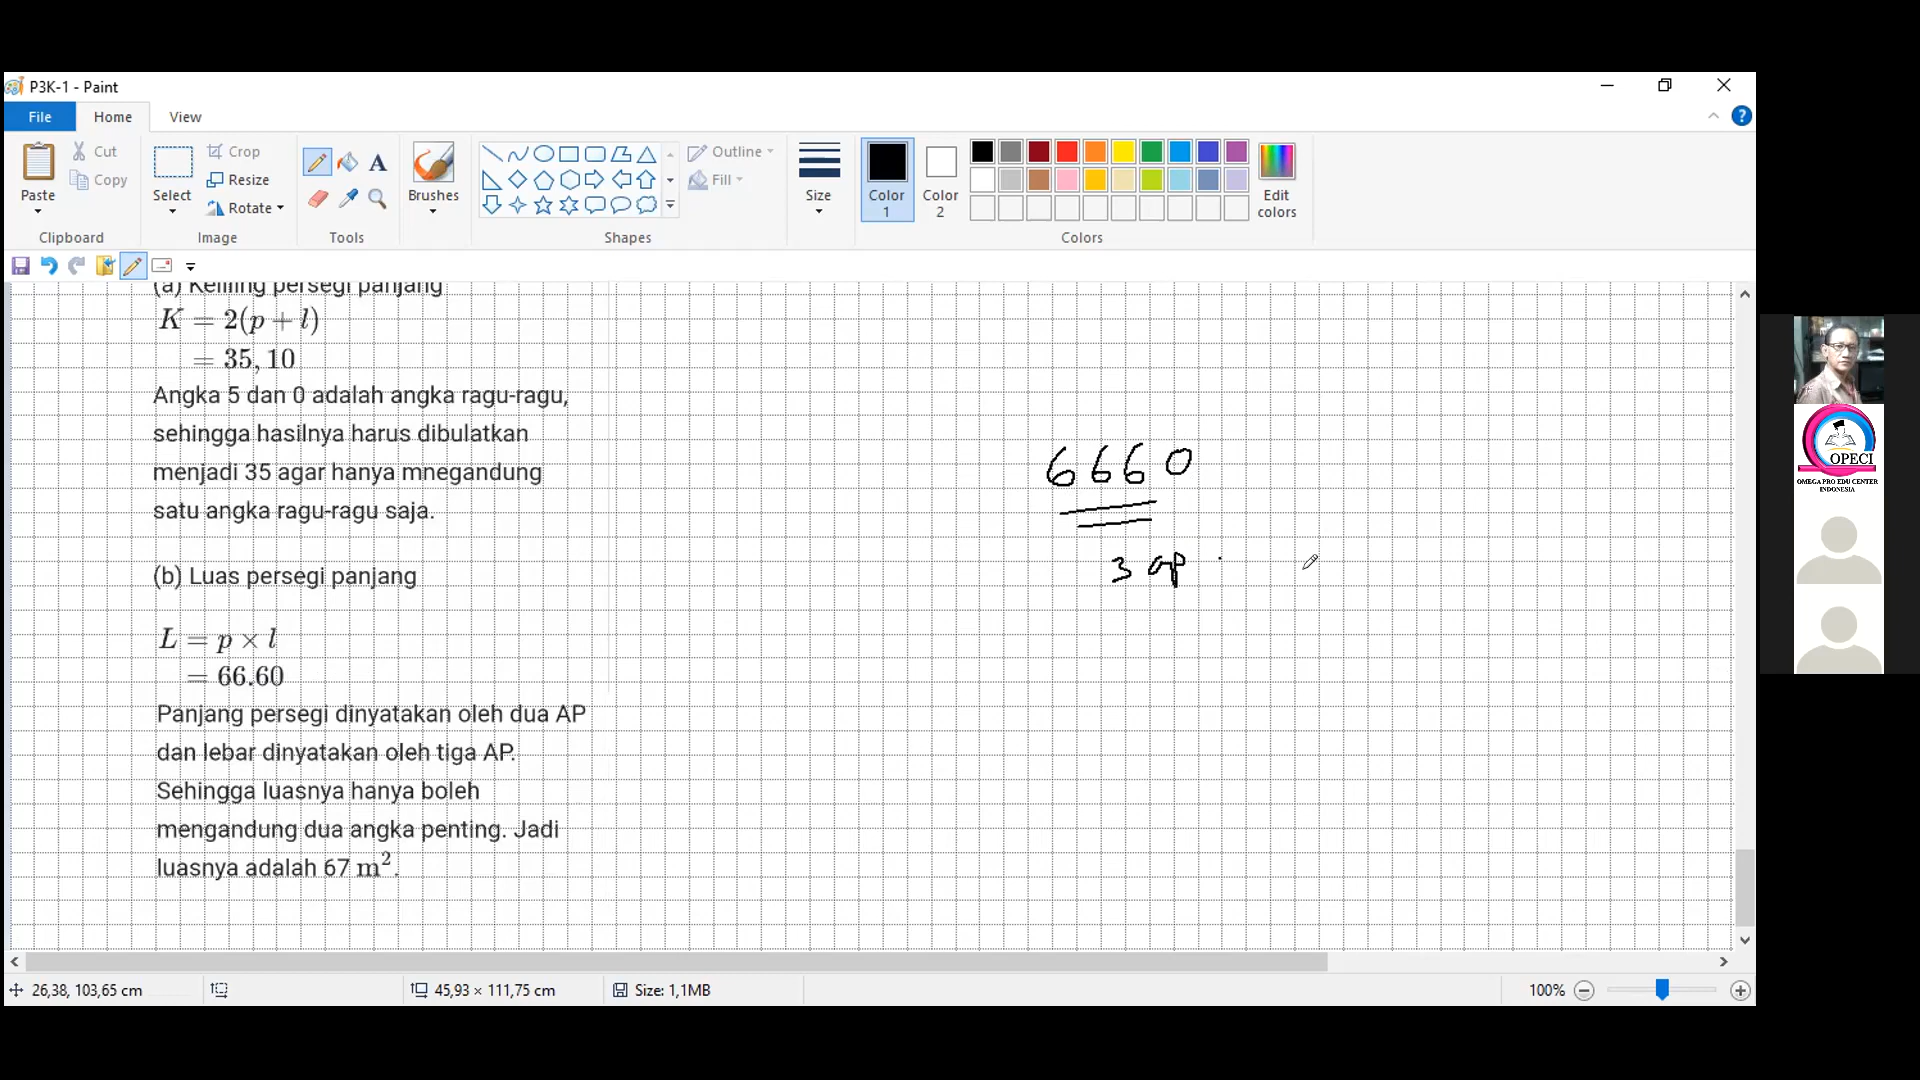 P3K-1 - Paint
File Home View
Paste Cut Copy Clipboard
Select Crop Resize Rotate Image
Tools
Brushes
Shapes
Outline
Fill
Size
Color 1
Color 2
Edit colors
Colors
(a) Keliling persegi panjang
K = 2(p + l)
= 35, 10
Angka 5 dan 0 adalah angka ragu-ragu,
sehingga hasilnya harus dibulatkan
menjadi 35 agar hanya mnegandung
satu angka ragu-ragu saja.
(b) Luas persegi panjang
L = p × l
= 66.60
Panjang persegi dinyatakan oleh dua AP
dan lebar dinyatakan oleh tiga AP.
Sehingga luasnya hanya boleh
mengandung dua angka penting. Jadi
luasnya adalah 67 m².
6660
3 ap
OPECI
OMEGA PRO EDU CENTER
INDONESIA
26,38, 103,65 cm
45,93 × 111,75 cm
Size: 1,1MB
100%